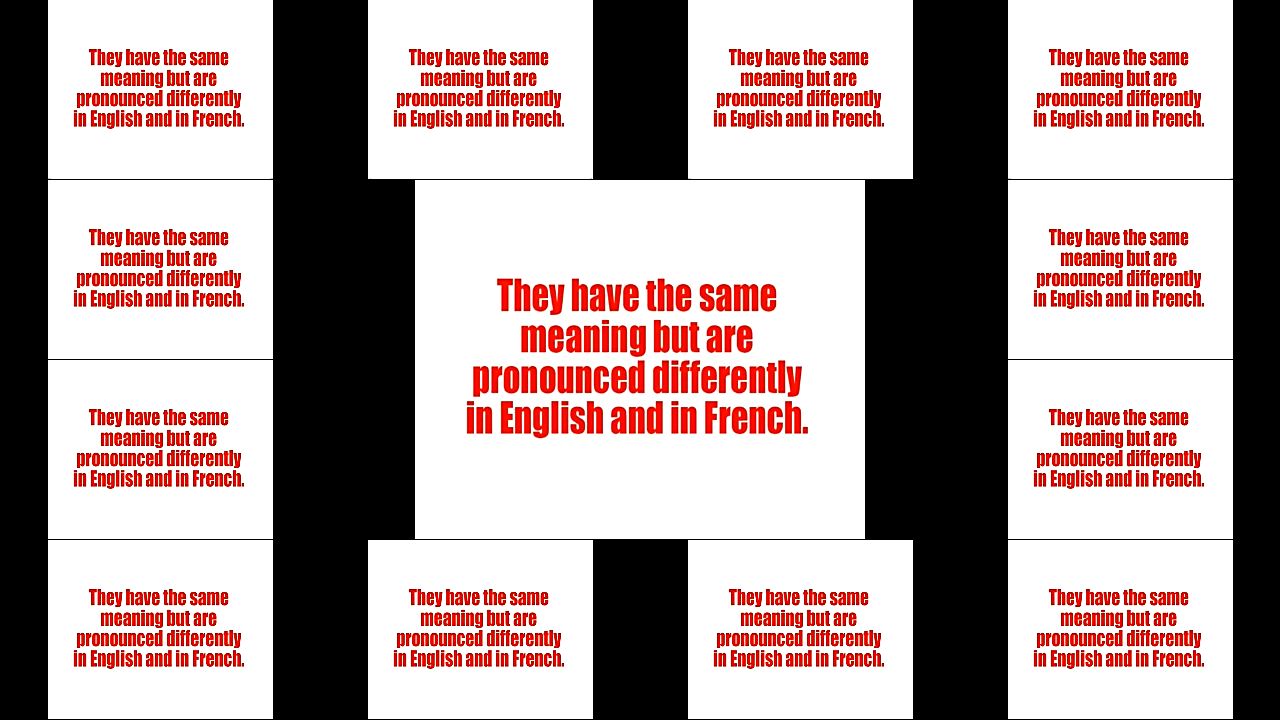 They have the same
meaning but are
pronounced differently
in English and in French.
They have the same
meaning but are
pronounced differently
in English and in French.
They have the same
meaning but are
pronounced differently
in English and in French.
They have the same
meaning but are
pronounced differently
in English and in French.
They have the same
meaning but are
pronounced differently
in English and in French.
They have the same
meaning but are
pronounced differently
in English and in French.
They have the same
meaning but are
pronounced differently
in English and in French.
They have the same
meaning but are
pronounced differently
in English and in French.
They have the same
meaning but are
pronounced differently
in English and in French.
They have the same
meaning but are
pronounced differently
in English and in French.
They have the same
meaning but are
pronounced differently
in English and in French.
They have the same
meaning but are
pronounced differently
in English and in French.
They have the same
meaning but are
pronounced differently
in English and in French.